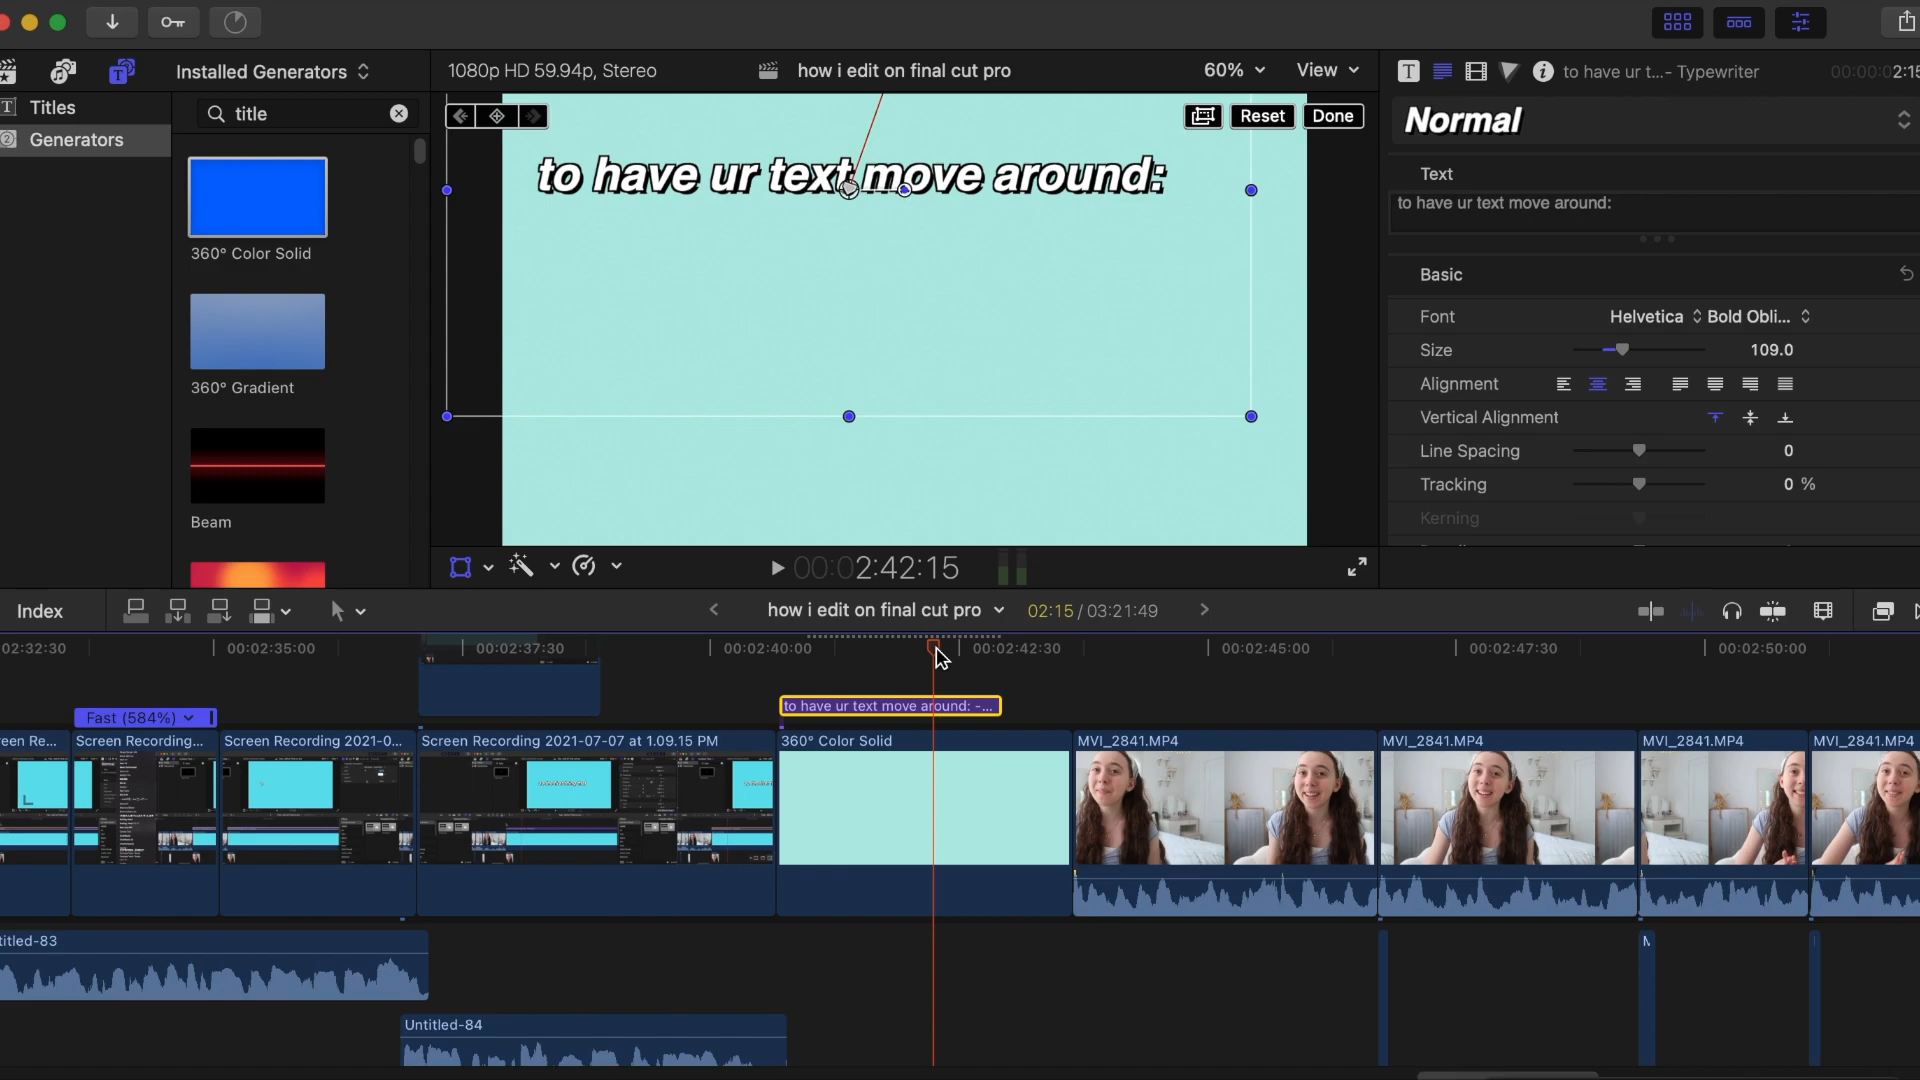 Installed Generators
1080p HD 59.94p, Stereo
how i edit on final cut pro
60%
View
T
to have ur t...- Typewriter
00:00:02:15
Titles
title
Generators
Reset
Done
Normal
to have ur text move around:
Text
to have ur text move around:
360° Color Solid
Basic
Font
Helvetica
Bold Obli...
Size
109.0
360° Gradient
Alignment
Vertical Alignment
Line Spacing
0
Tracking
0 %
Beam
Kerning
00:02:42:15
Index
how i edit on final cut pro
02:15 / 03:21:49
02:32:30
00:02:35:00
00:02:37:30
00:02:40:00
00:02:42:30
00:02:45:00
00:02:47:30
00:02:50:00
to have ur text move around: -...
Fast (584%)
een Re...
Screen Recording...
Screen Recording 2021-0...
Screen Recording 2021-07-07 at 1.09.15 PM
360° Color Solid
MVI_2841.MP4
MVI_2841.MP4
MVI_2841.MP4
MVI_2841.MP4
titled-83
Untitled-84